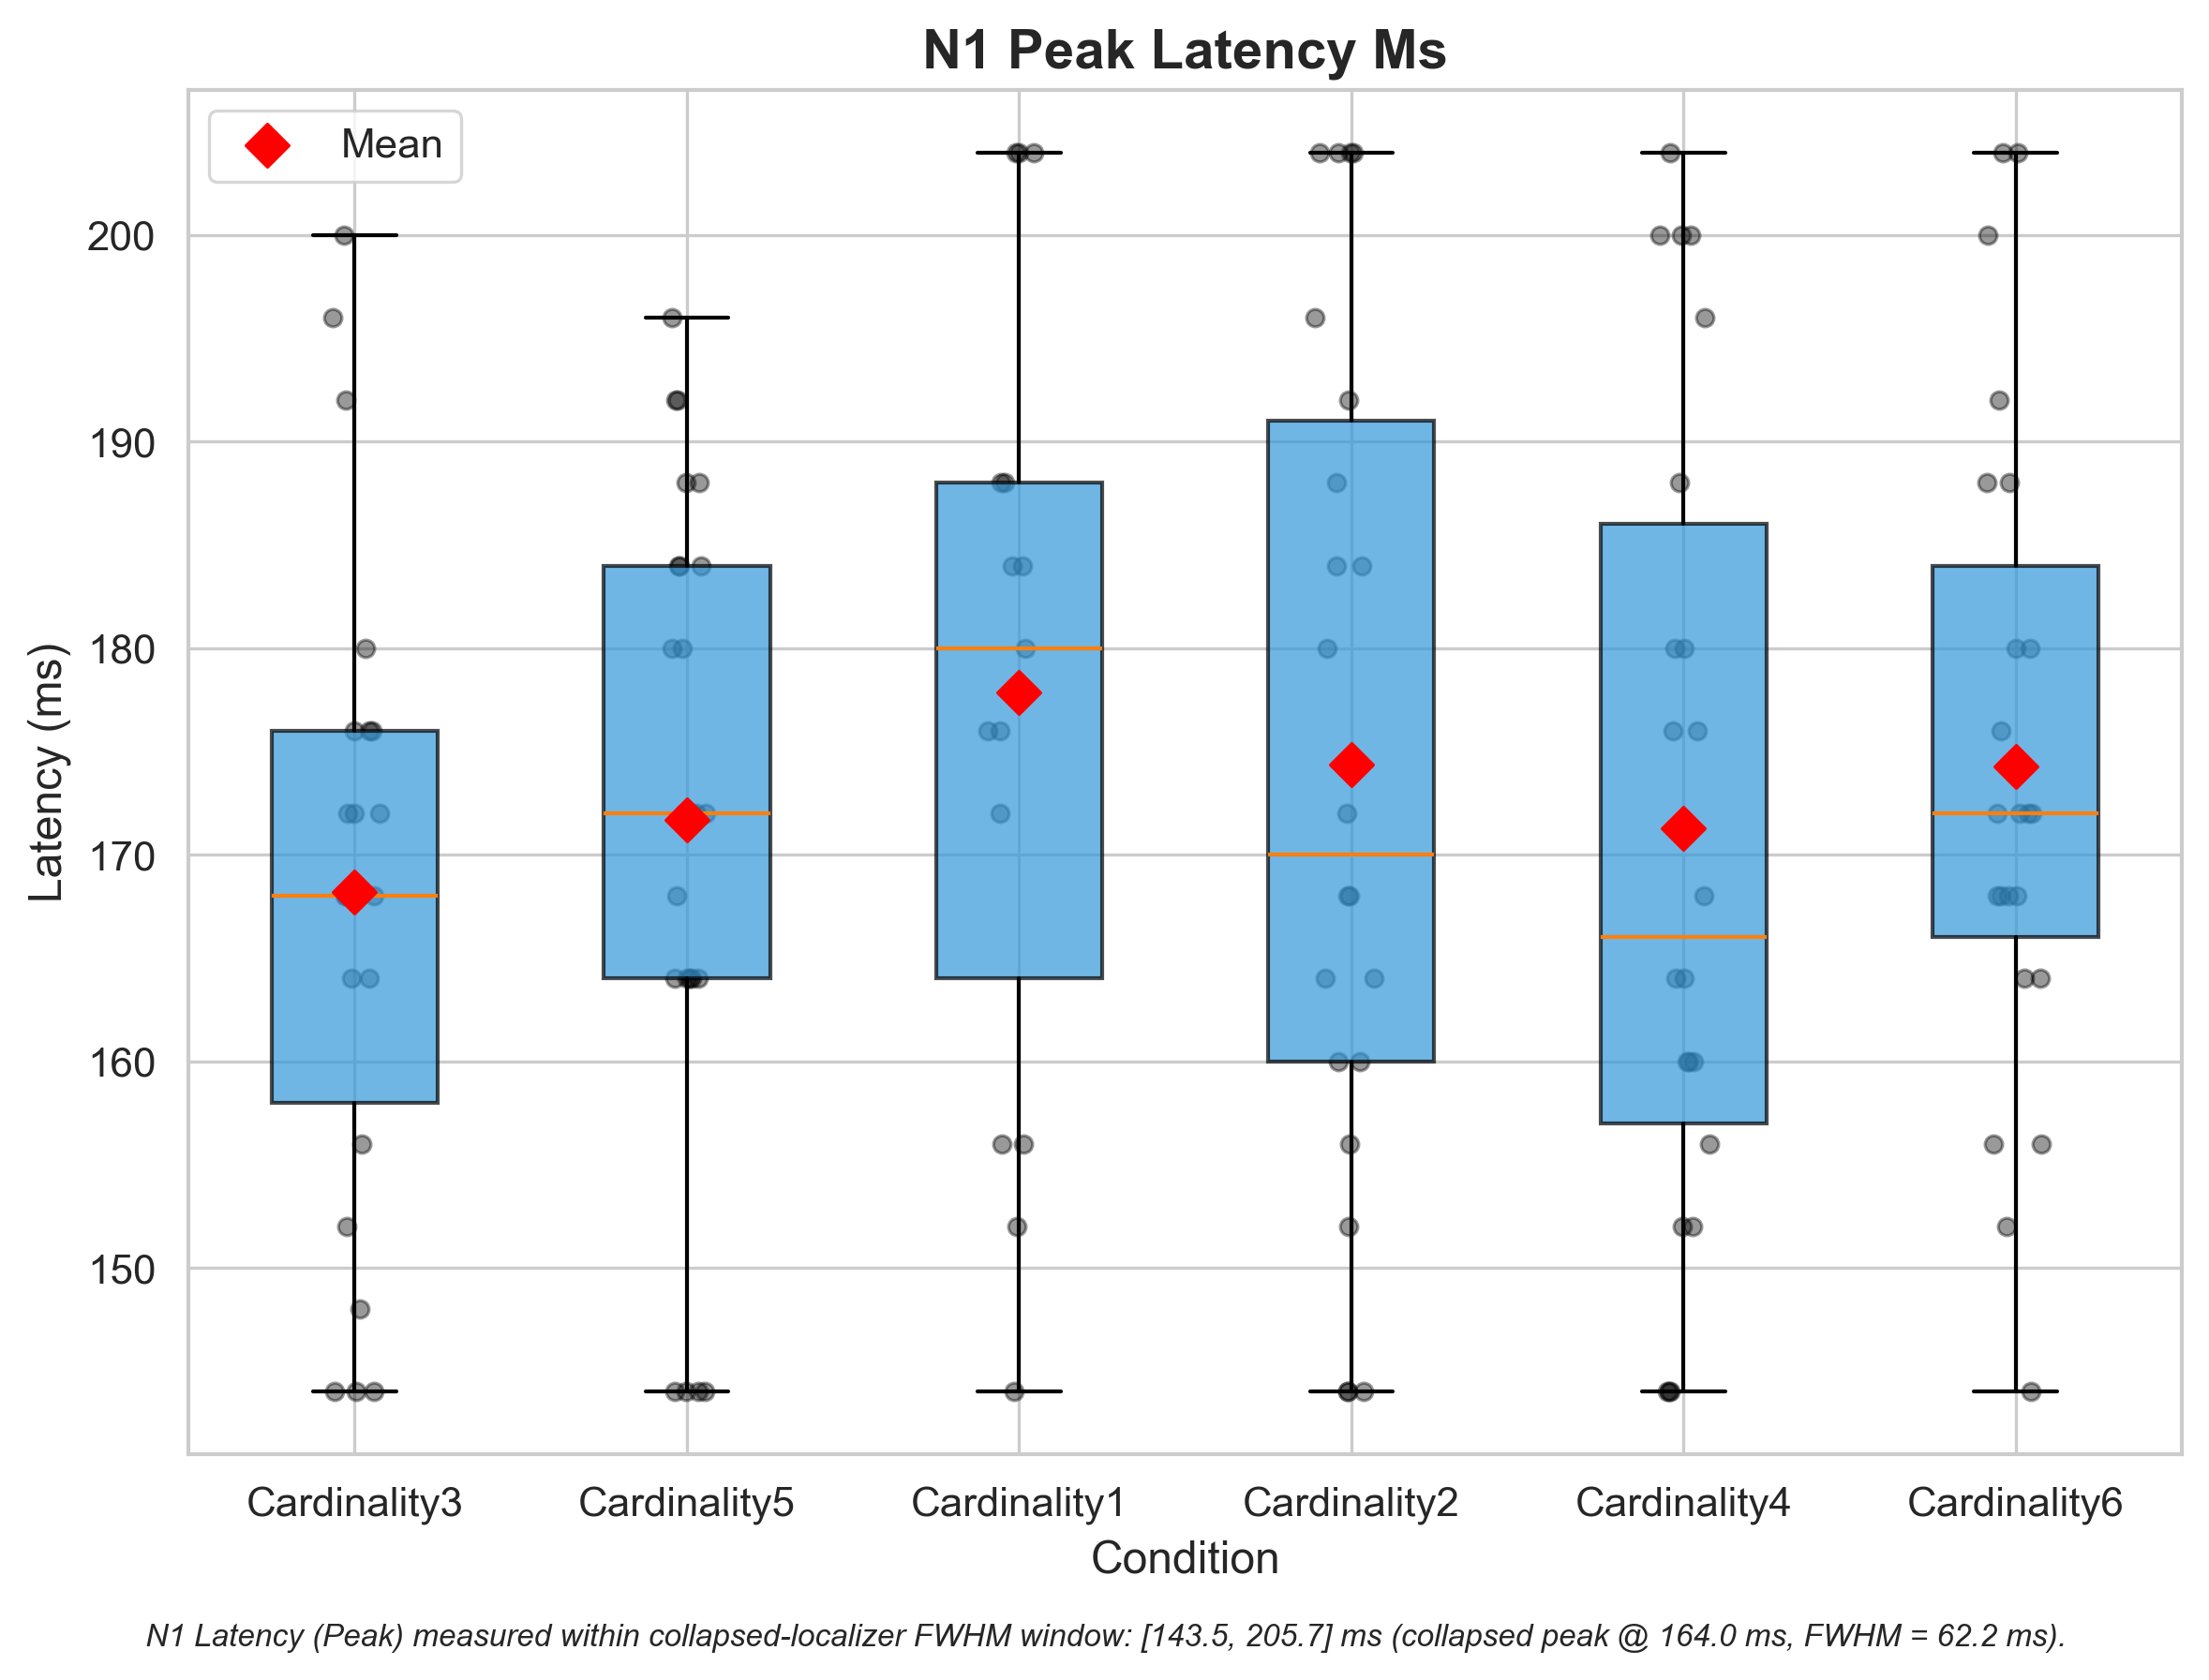 N1 Peak Latency Ms
Mean
Latency (ms)
200
190
180
170
160
150
Cardinality3 Cardinality5 Cardinality1 Cardinality2 Cardinality4 Cardinality6
Condition
N1 Latency (Peak) measured within collapsed-localizer FWHM window: [143.5, 205.7] ms (collapsed peak @ 164.0 ms, FWHM = 62.2 ms).